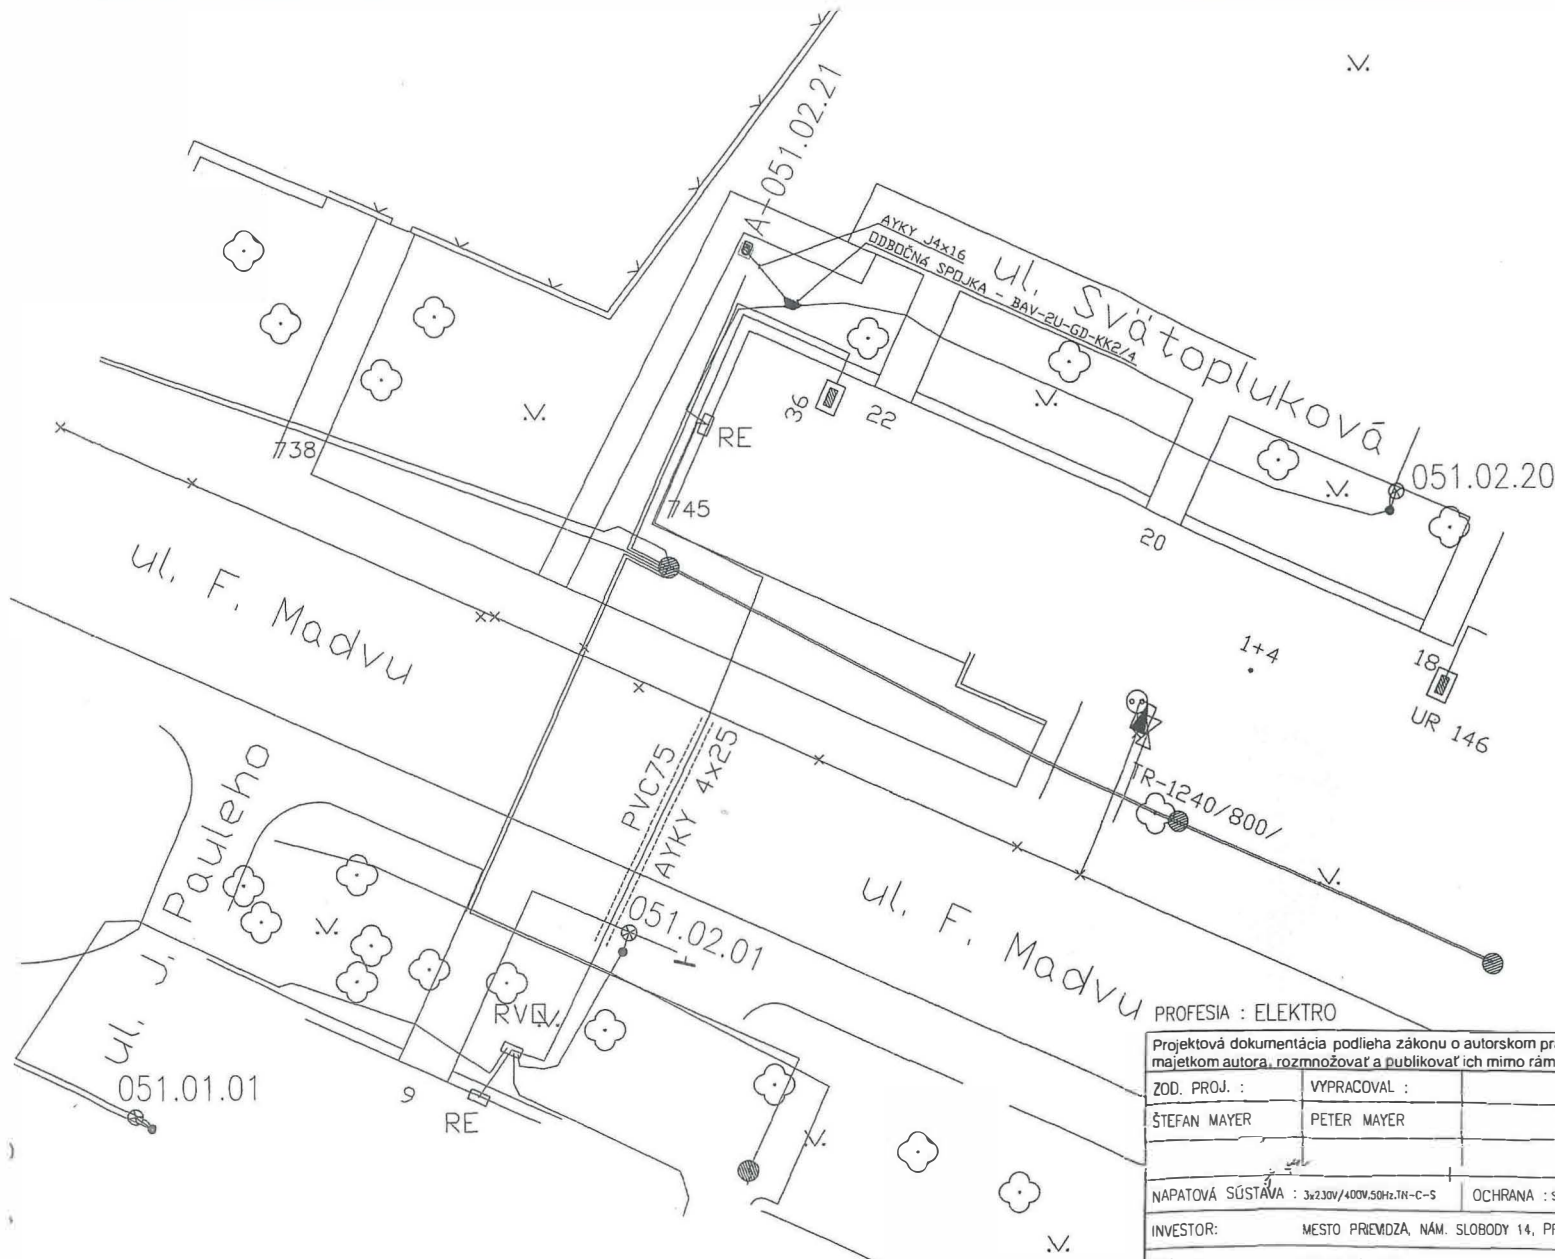 A-051.02.21
AYKY J4x16
ODBOČNÁ SPOJKA - BAV-2U-GD-KK2/4
ul. Svätoplukova
36
22
RE
738
745
051.02.20
20
ul. F. Madvu
1+4
18
UR 146
PVC75
AYKY 4x25
TR-1240/800/
ul. J. Pauleho
051.02.01
ul. F. Madvu
RVO
051.01.01
9
RE
PROFESIA : ELEKTRO
Projektová dokumentácia podlieha zákonu o autorskom
majetkom autora, rozmnožovať a publikovať ich mimo
ZOD. PROJ. : VYPRACOVAL :
ŠTEFAN MAYER PETER MAYER
NAPATOVÁ SÚSTAVA : 3x230V/400V,50Hz,TN-C-S OCHRANA :
INVESTOR: MESTO PRIEVIDZA, NÁM. SLOBODY 14,